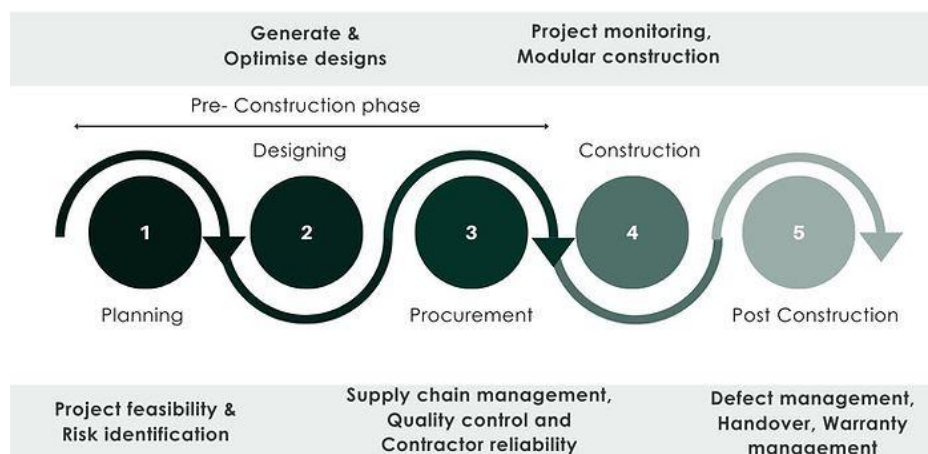 Generate &
Optimise designs
Project monitoring,
Modular construction
Pre- Construction phase
Designing
Construction
1
2
3
4
5
Planning
Procurement
Post Construction
Project feasibility &
Risk identification
Supply chain management,
Quality control and
Contractor reliability
Defect management,
Handover, Warranty
management